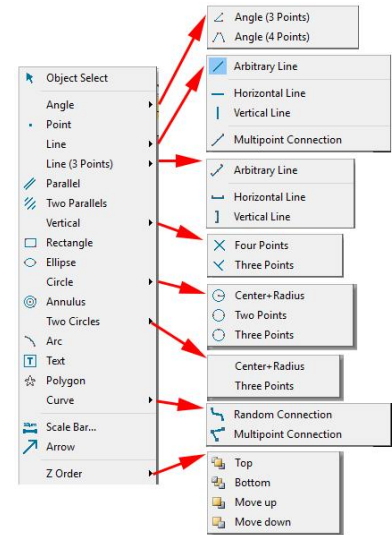 Object Select
Angle
Point
Line
Line (3 Points)
Parallel
Two Parallels
Vertical
Rectangle
Ellipse
Circle
Annulus
Two Circles
Arc
Text
Polygon
Curve
Scale Bar...
Arrow
Z Order
Angle (3 Points)
Angle (4 Points)
Arbitrary Line
Horizontal Line
Vertical Line
Multipoint Connection
Arbitrary Line
Horizontal Line
Vertical Line
Four Points
Three Points
Center+Radius
Two Points
Three Points
Center+Radius
Three Points
Random Connection
Multipoint Connection
Top
Bottom
Move up
Move down